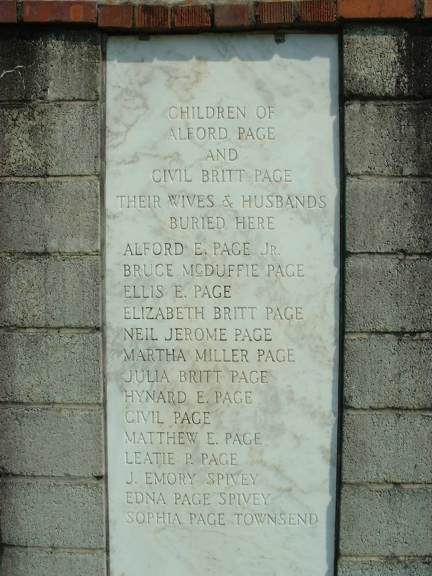 CHILDREN OF
ALFORD PAGE
AND
CIVIL BRITT PAGE
THEIR WIVES & HUSBANDS
BURIED HERE
ALFORD E. PAGE JR.
BRUCE MCDUFFIE PAGE
ELLIS E. PAGE
ELIZABETH BRITT PAGE
NEIL JEROME PAGE
MARTHA MILLER PAGE
JULIA BRITT PAGE
HYNARD E. PAGE
CIVIL PAGE
MATTHEW E. PAGE
LEATIE P. PAGE
J. EMORY SPIVEY
EDNA PAGE SPIVEY
SOPHIA PAGE TOWNSEND